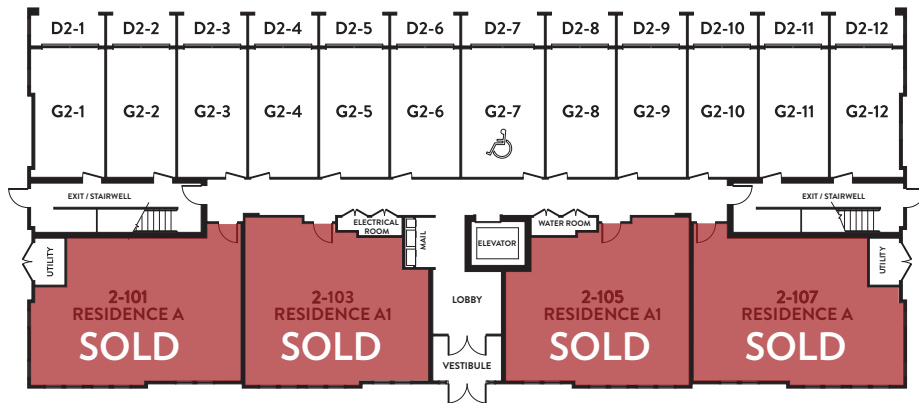 D2-1 D2-2 D2-3 D2-4 D2-5 D2-6 D2-7 D2-8 D2-9 D2-10 D2-11 D2-12
G2-1 G2-2 G2-3 G2-4 G2-5 G2-6 G2-7 G2-8 G2-9 G2-10 G2-11 G2-12
EXIT / STAIRWELL
EXIT / STAIRWELL
ELECTRICAL
ROOM
MAIL
ELEVATOR
WATER ROOM
UTILITY
UTILITY
2-101
RESIDENCE A
SOLD
2-103
RESIDENCE A1
SOLD
LOBBY
VESTIBULE
2-105
RESIDENCE A1
SOLD
2-107
RESIDENCE A
SOLD